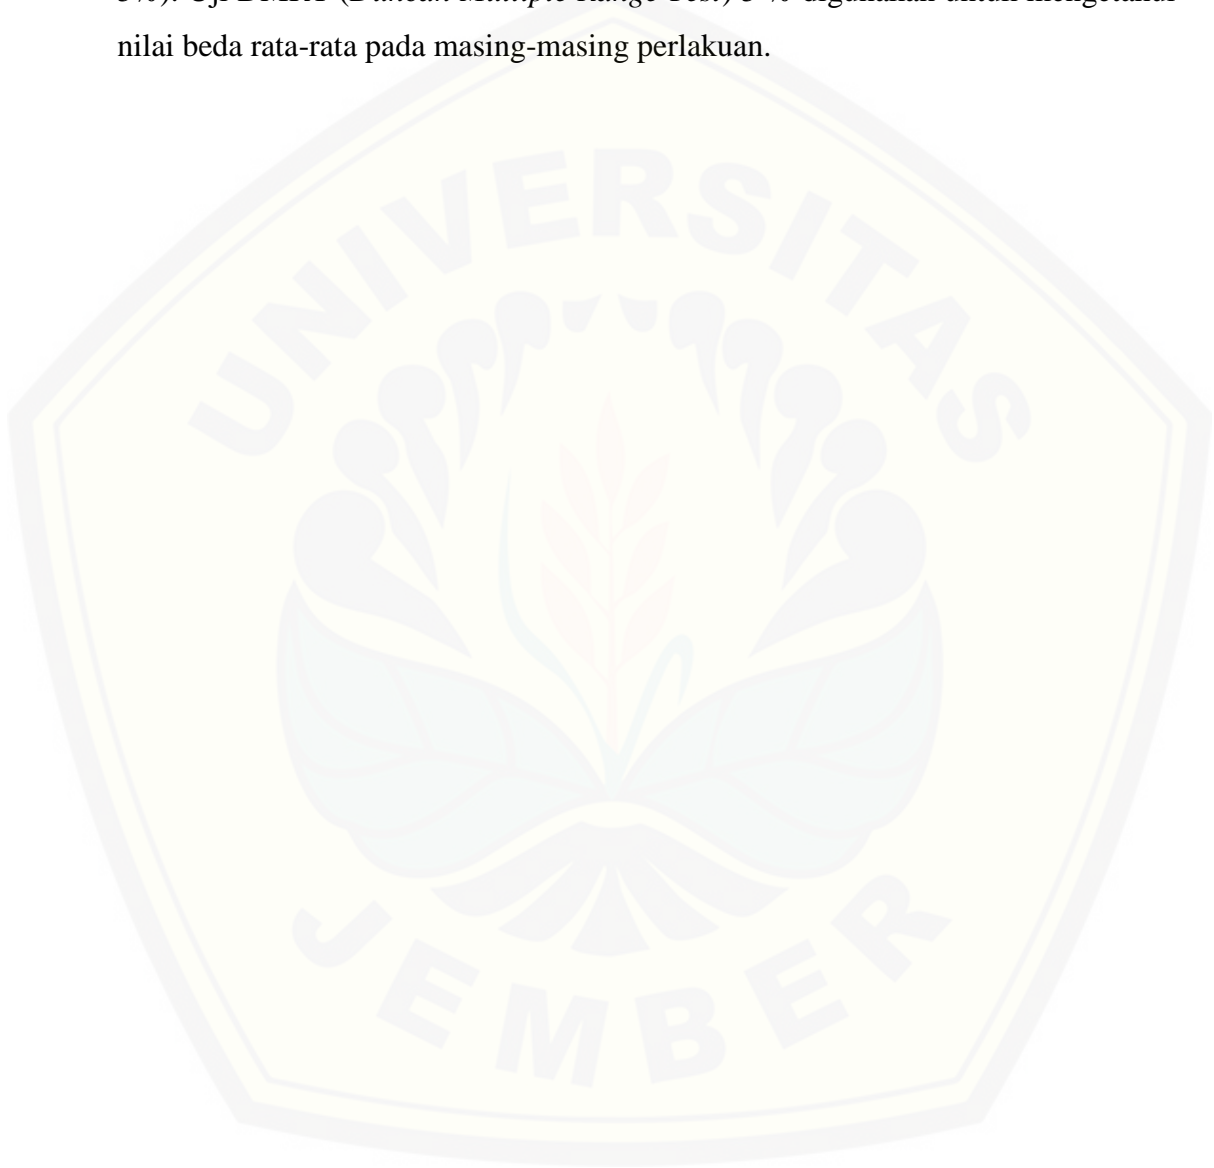 5%). Uji DMRT (Duncan Multiple Range Test) 5 % digunakan untuk mengetahui
nilai beda rata-rata pada masing-masing perlakuan.
UNIVERSITAS
JEMBER